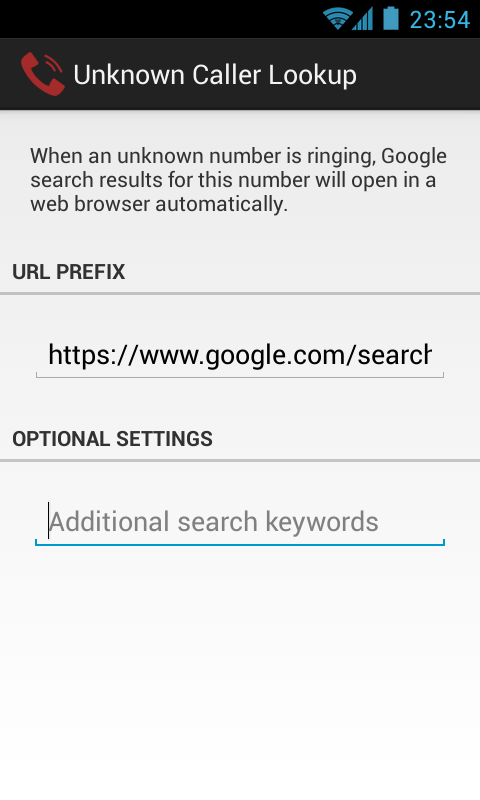 23:54
Unknown Caller Lookup
When an unknown number is ringing, Google
search results for this number will open in a
web browser automatically.
URL PREFIX
https://www.google.com/search
OPTIONAL SETTINGS
Additional search keywords